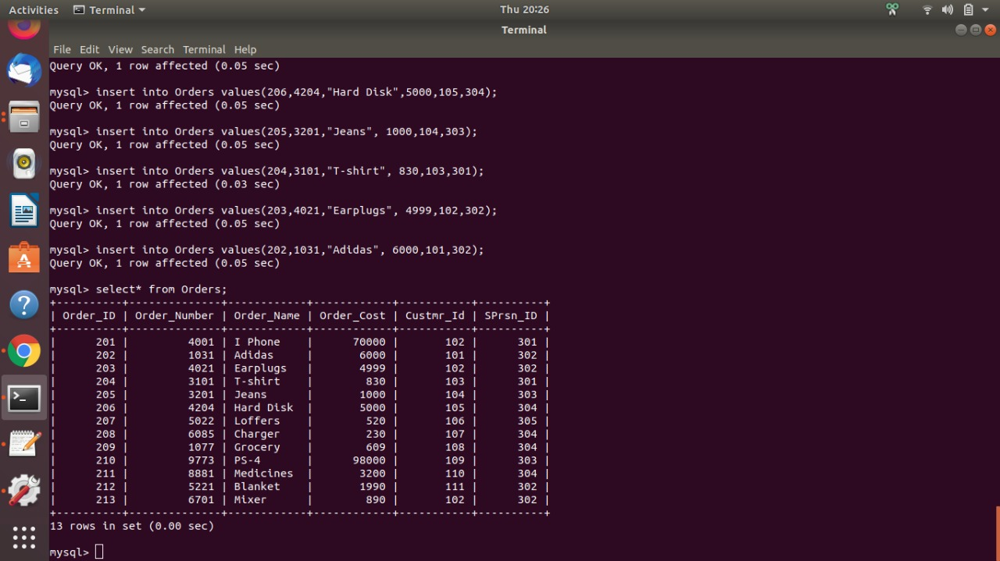 Activities Terminal Thu 20:26
Terminal
File Edit View Search Terminal Help
Query OK, 1 row affected (0.05 sec)
mysql> insert into Orders values(206,4204,"Hard Disk",5000,105,304);
Query OK, 1 row affected (0.05 sec)
mysql> insert into Orders values(205,3201,"Jeans", 1000,104,303);
Query OK, 1 row affected (0.05 sec)
mysql> insert into Orders values(204,3101,"T-shirt", 830,103,301);
Query OK, 1 row affected (0.03 sec)
mysql> insert into Orders values(203,4021,"Earplugs", 4999,102,302);
Query OK, 1 row affected (0.05 sec)
mysql> insert into Orders values(202,1031,"Adidas", 6000,101,302);
Query OK, 1 row affected (0.05 sec)
mysql> select* from Orders;
+----------+--------------+------------+------------+-----------+----------+
| Order_ID | Order_Number | Order_Name | Order_Cost | Custmr_Id | SPrsn_ID |
+----------+--------------+------------+------------+-----------+----------+
|      201 |         4001 | I Phone    |      70000 |       102 |      301 |
|      202 |         1031 | Adidas     |       6000 |       101 |      302 |
|      203 |         4021 | Earplugs   |       4999 |       102 |      302 |
|      204 |         3101 | T-shirt    |        830 |       103 |      301 |
|      205 |         3201 | Jeans      |       1000 |       104 |      303 |
|      206 |         4204 | Hard Disk  |       5000 |       105 |      304 |
|      207 |         5022 | Loffers    |        520 |       106 |      305 |
|      208 |         6085 | Charger    |        230 |       107 |      304 |
|      209 |         1077 | Grocery    |        609 |       108 |      304 |
|      210 |         9773 | PS-4       |      98000 |       109 |      303 |
|      211 |         8881 | Medicines  |       3200 |       110 |      304 |
|      212 |         5221 | Blanket    |       1990 |       111 |      302 |
|      213 |         6701 | Mixer      |        890 |       102 |      302 |
+----------+--------------+------------+------------+-----------+----------+
13 rows in set (0.00 sec)
mysql>